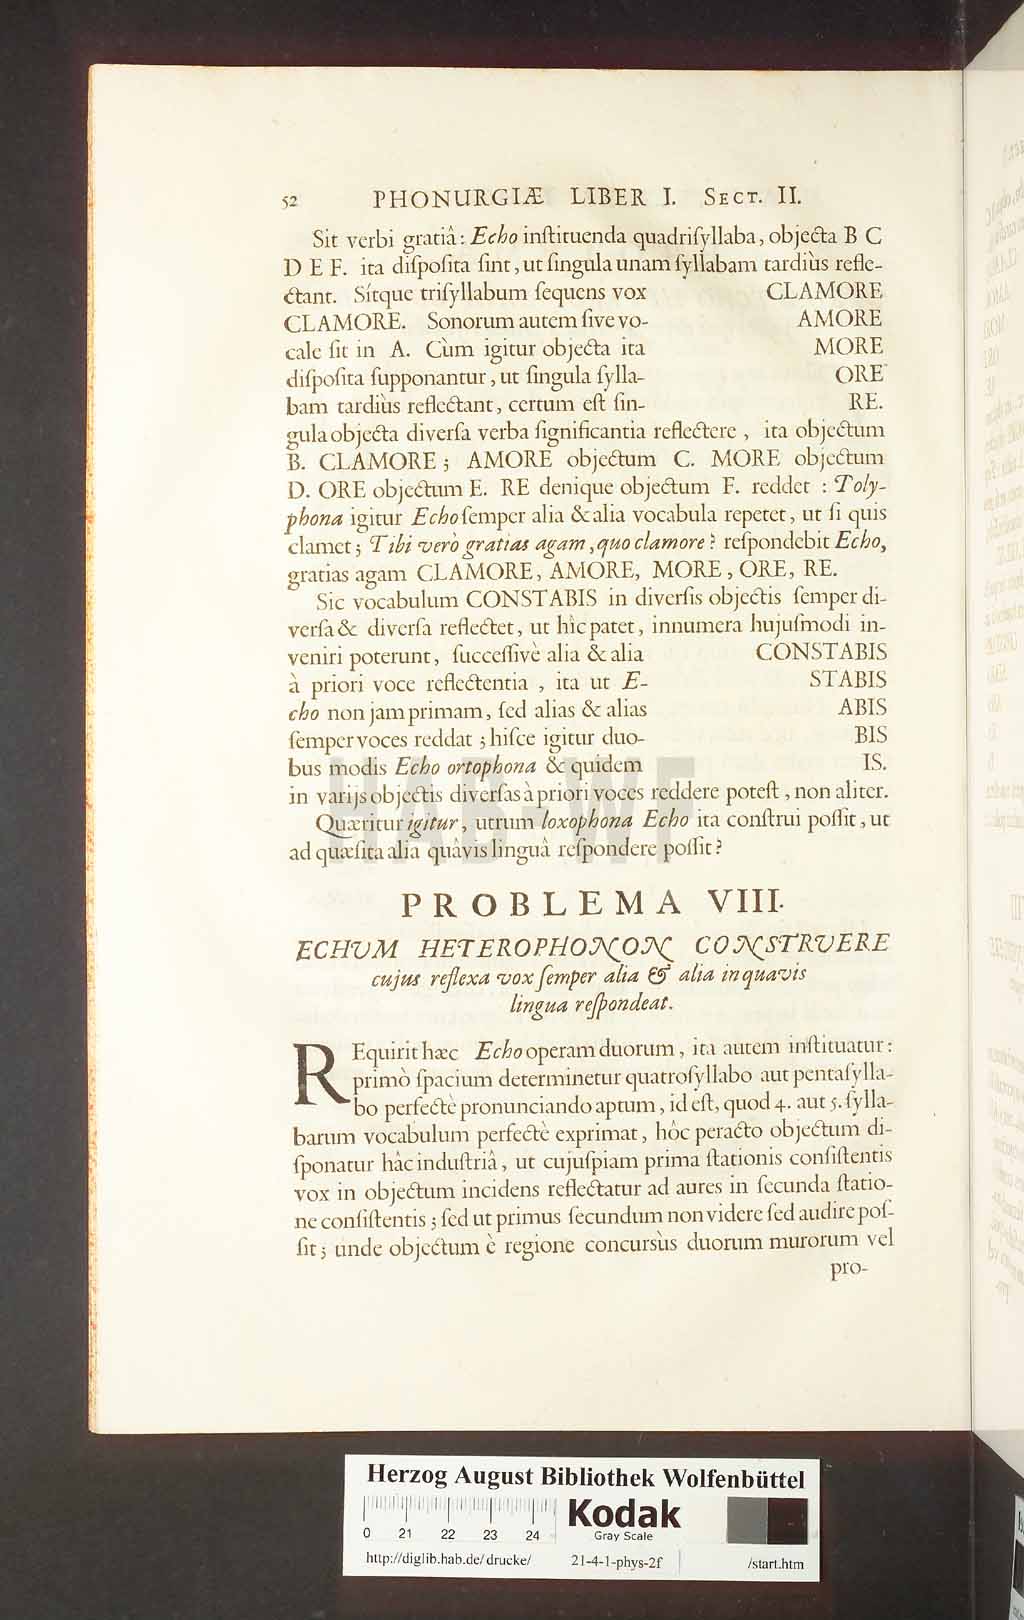 52 PHONURGIÆ LIBER I. SECT. II.
Sit verbi gratiâ: Echo inſtituenda quadriſyllaba, objecta B C
D E F. ita diſpoſita ſint, ut ſingula unam ſyllabam tardiùs refle-
ctant. Sítque triſyllabum ſequens vox CLAMORE
CLAMORE. Sonorum autem ſive vo- AMORE
cale ſit in A. Cùm igitur objecta ita MORE
diſpoſita ſupponantur, ut ſingula ſylla- ORE
bam tardiùs reflectant, certum eſt ſin- RE.
gula objecta diverſa verba ſignificantia reflectere, ita objectum
B. CLAMORE; AMORE objectum C. MORE objectum
D. ORE objectum E. RE denique objectum F. reddet: Toly-
phona igitur Echo ſemper alia & alia vocabula repetet, ut ſi quis
clamet; Tibi verò gratias agam, quo clamore? reſpondebit Echo,
gratias agam CLAMORE, AMORE, MORE, ORE, RE.
Sic vocabulum CONSTABIS in diverſis objectis ſemper di-
verſa & diverſa reflectet, ut hîc patet, innumera hujuſmodi in-
veniri poterunt, ſucceſſivè alia & alia CONSTABIS
à priori voce reflectentia, ita ut E- STABIS
cho non jam primam, ſed alias & alias ABIS
ſemper voces reddat; hiſce igitur duo- BIS
bus modis Echo ortophona & quidem IS.
in varijs objectis diverſas à priori voces reddere poteſt, non aliter.
Quæritur igitur, utrum loxophona Echo ita conſtrui poſſit, ut
ad quæſita alia quâvis linguâ reſpondere poſſit?
PROBLEMA VIII.
ECHVM HETEROPHONON CONSTRVERE
cujus reflexa vox ſemper alia & alia in quavis
lingua reſpondeat.
REquirit hæc Echo operam duorum, ita autem inſtituatur:
primò ſpacium determinetur quatroſyllabo aut pentaſylla-
bo perfectè pronunciando aptum, id eſt, quod 4. aut 5. ſylla-
barum vocabulum perfectè exprimat, hôc peracto objectum di-
ſponatur hâc induſtriâ, ut cujuſpiam prima ſtationis conſiſtentis
vox in objectum incidens reflectatur ad aures in ſecunda ſtatio-
ne conſiſtentis; ſed ut primus ſecundum non videre ſed audire poſ-
ſit; unde objectum è regione concursùs duorum murorum vel
pro-
HAB-WF
Herzog August Bibliothek Wolfenbüttel
0 21 22 23 24
Kodak
Gray Scale
http://diglib.hab.de/drucke/ 21-4-1-phys-2f /start.htm